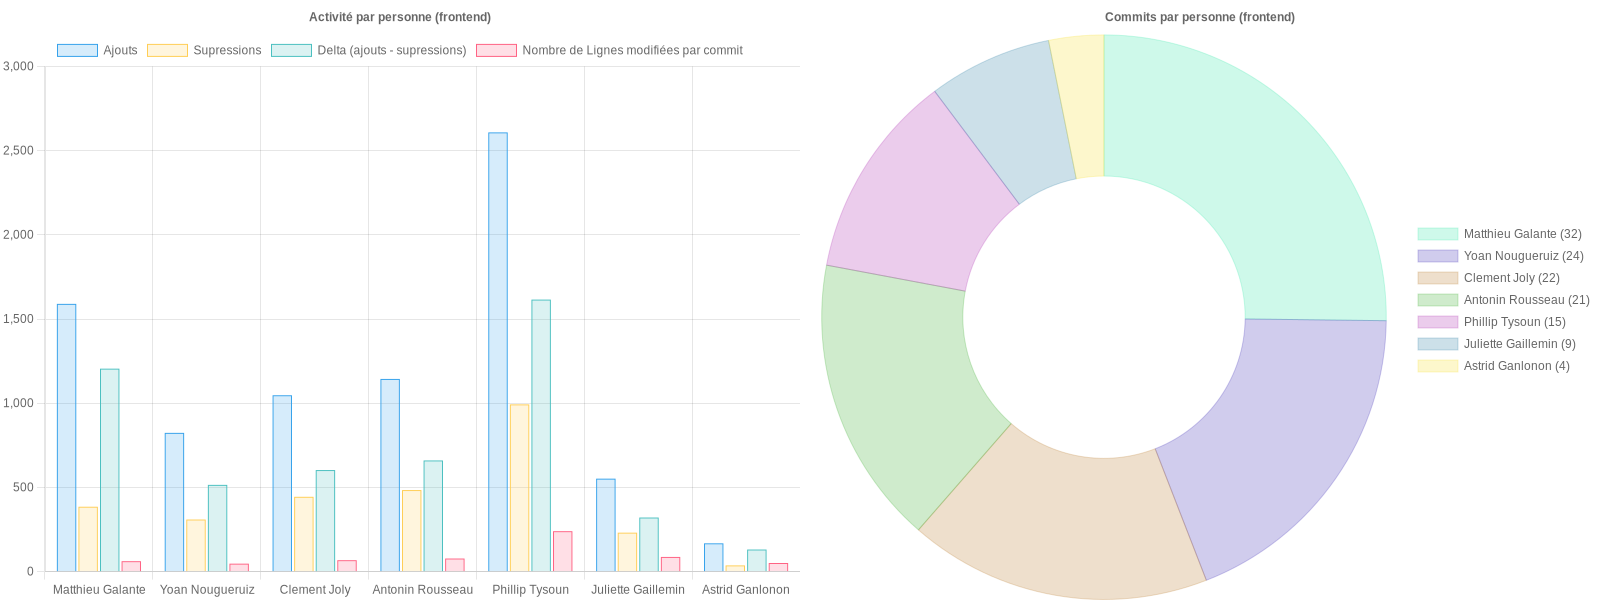 Activité par personne (frontend)
Ajouts Supressions Delta (ajouts - supressions) Nombre de Lignes modifiées par commit
3,000
2,500
2,000
1,500
1,000
500
0
Matthieu Galante Yoan Nougueruiz Clement Joly Antonin Rousseau Phillip Tysoun Juliette Gaillemin Astrid Ganlonon
Commits par personne (frontend)
Matthieu Galante (32)
Yoan Nougueruiz (24)
Clement Joly (22)
Antonin Rousseau (21)
Phillip Tysoun (15)
Juliette Gaillemin (9)
Astrid Ganlonon (4)